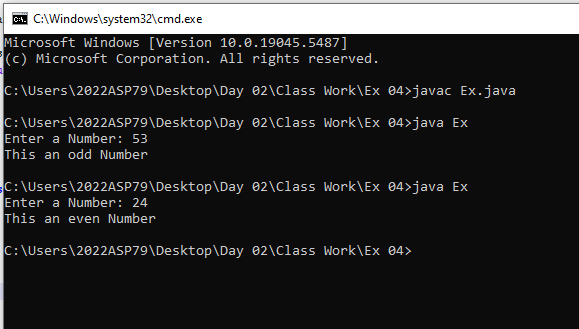 C:\Windows\system32\cmd.exe
Microsoft Windows [Version 10.0.19045.5487]
(c) Microsoft Corporation. All rights reserved.
C:\Users\2022ASP79\Desktop\Day 02\Class Work\Ex 04>javac Ex.java
C:\Users\2022ASP79\Desktop\Day 02\Class Work\Ex 04>java Ex
Enter a Number: 53
This an odd Number
C:\Users\2022ASP79\Desktop\Day 02\Class Work\Ex 04>java Ex
Enter a Number: 24
This an even Number
C:\Users\2022ASP79\Desktop\Day 02\Class Work\Ex 04>